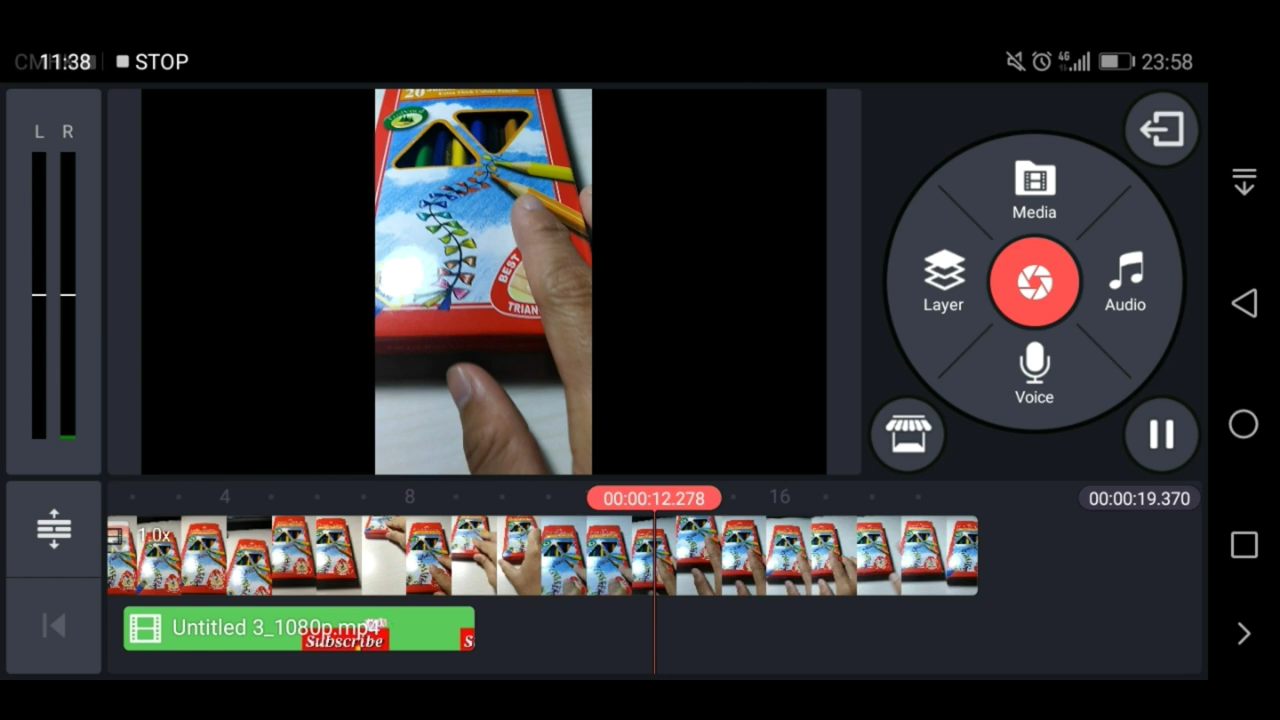 11:38 STOP
4G 23:58
L R
20
BEST
TRIAN
Media
Layer
Audio
Voice
4 8 00:00:12.278 16 00:00:19.370
1.0x
Untitled 3_1080p.mp4
Subscribe
S